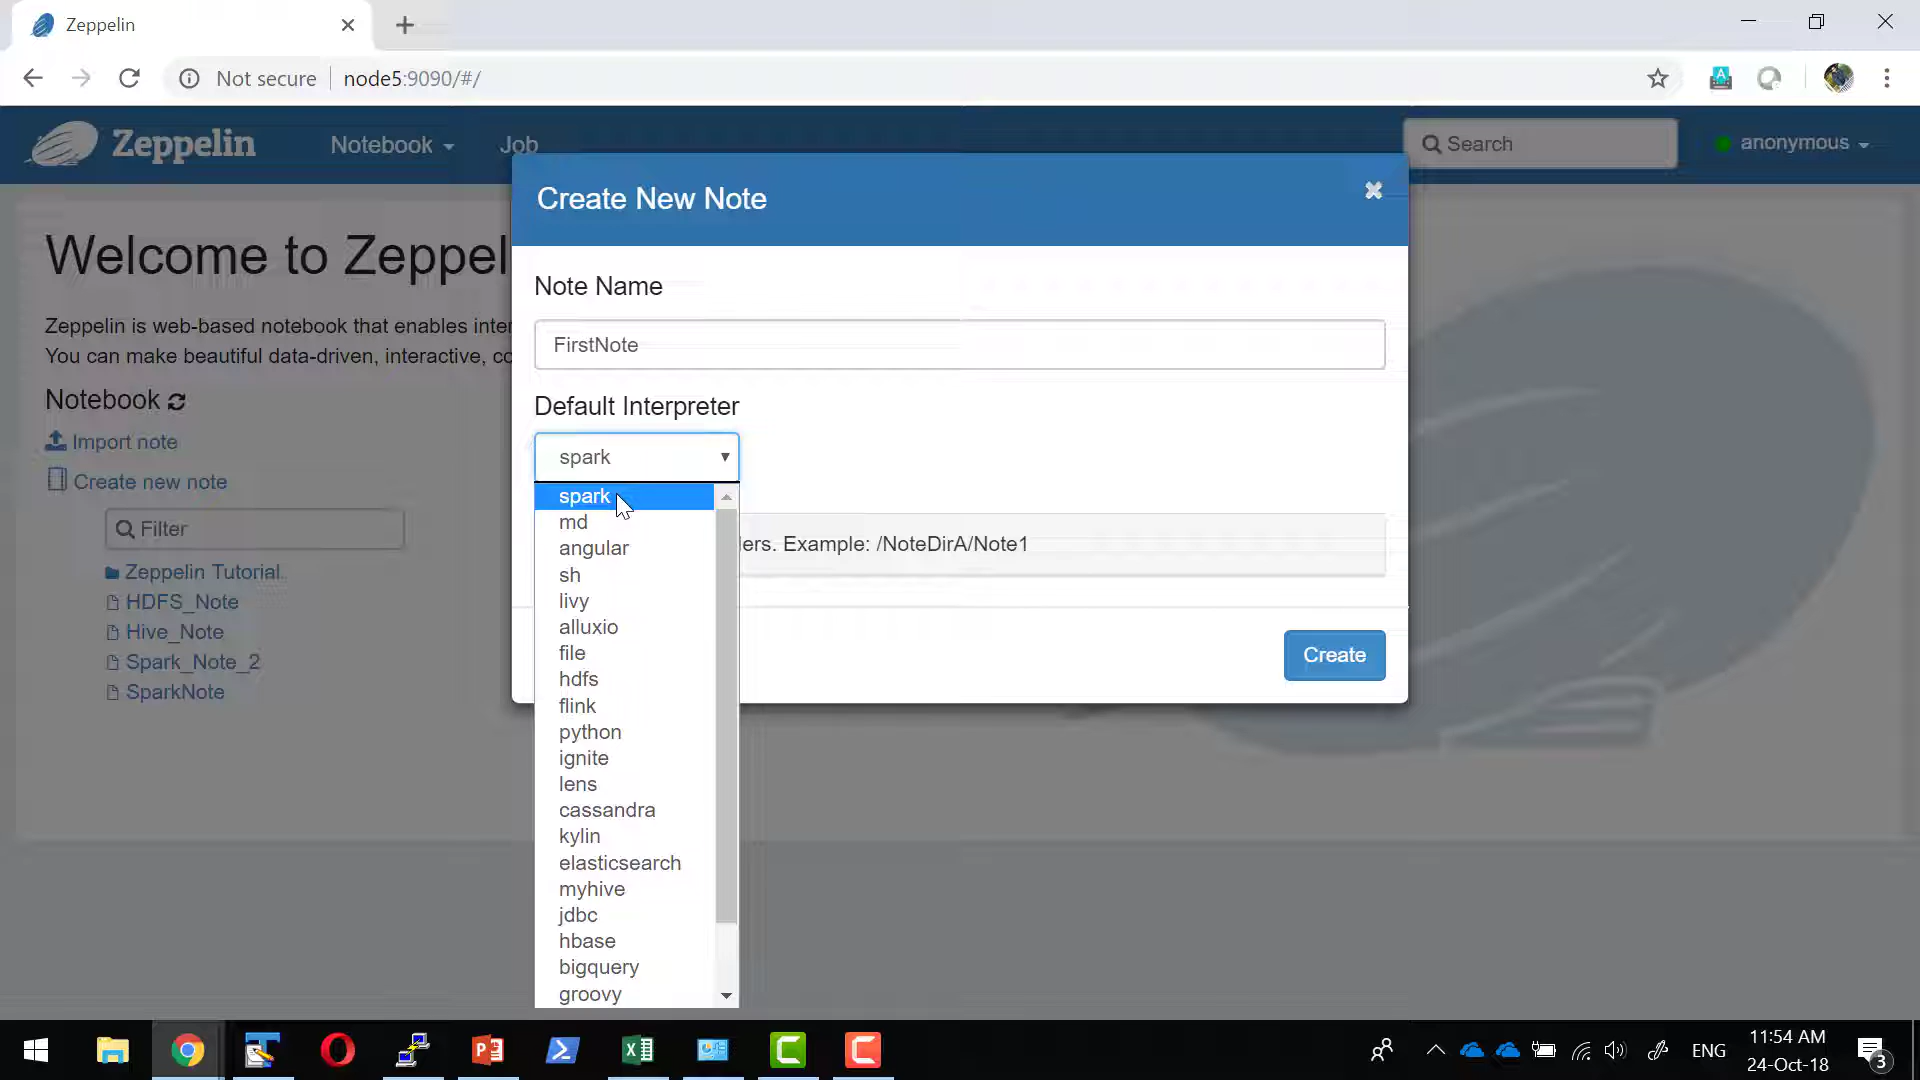 Zeppelin
Not secure
node5:9090/#/
Zeppelin
Notebook
Job
Search
anonymous
Create New Note
Welcome to Zeppel
Zeppelin is web-based notebook that enables inter
You can make beautiful data-driven, interactive, co
Notebook
Import note
Create new note
Filter
Zeppelin Tutorial
HDFS_Note
Hive_Note
Spark_Note_2
SparkNote
Note Name
FirstNote
Default Interpreter
spark
spark
md
angular
sh
livy
alluxio
file
hdfs
flink
python
ignite
lens
cassandra
kylin
elasticsearch
myhive
jdbc
hbase
bigquery
groovy
ers. Example: /NoteDirA/Note1
Create
ENG
11:54 AM
24-Oct-18
3